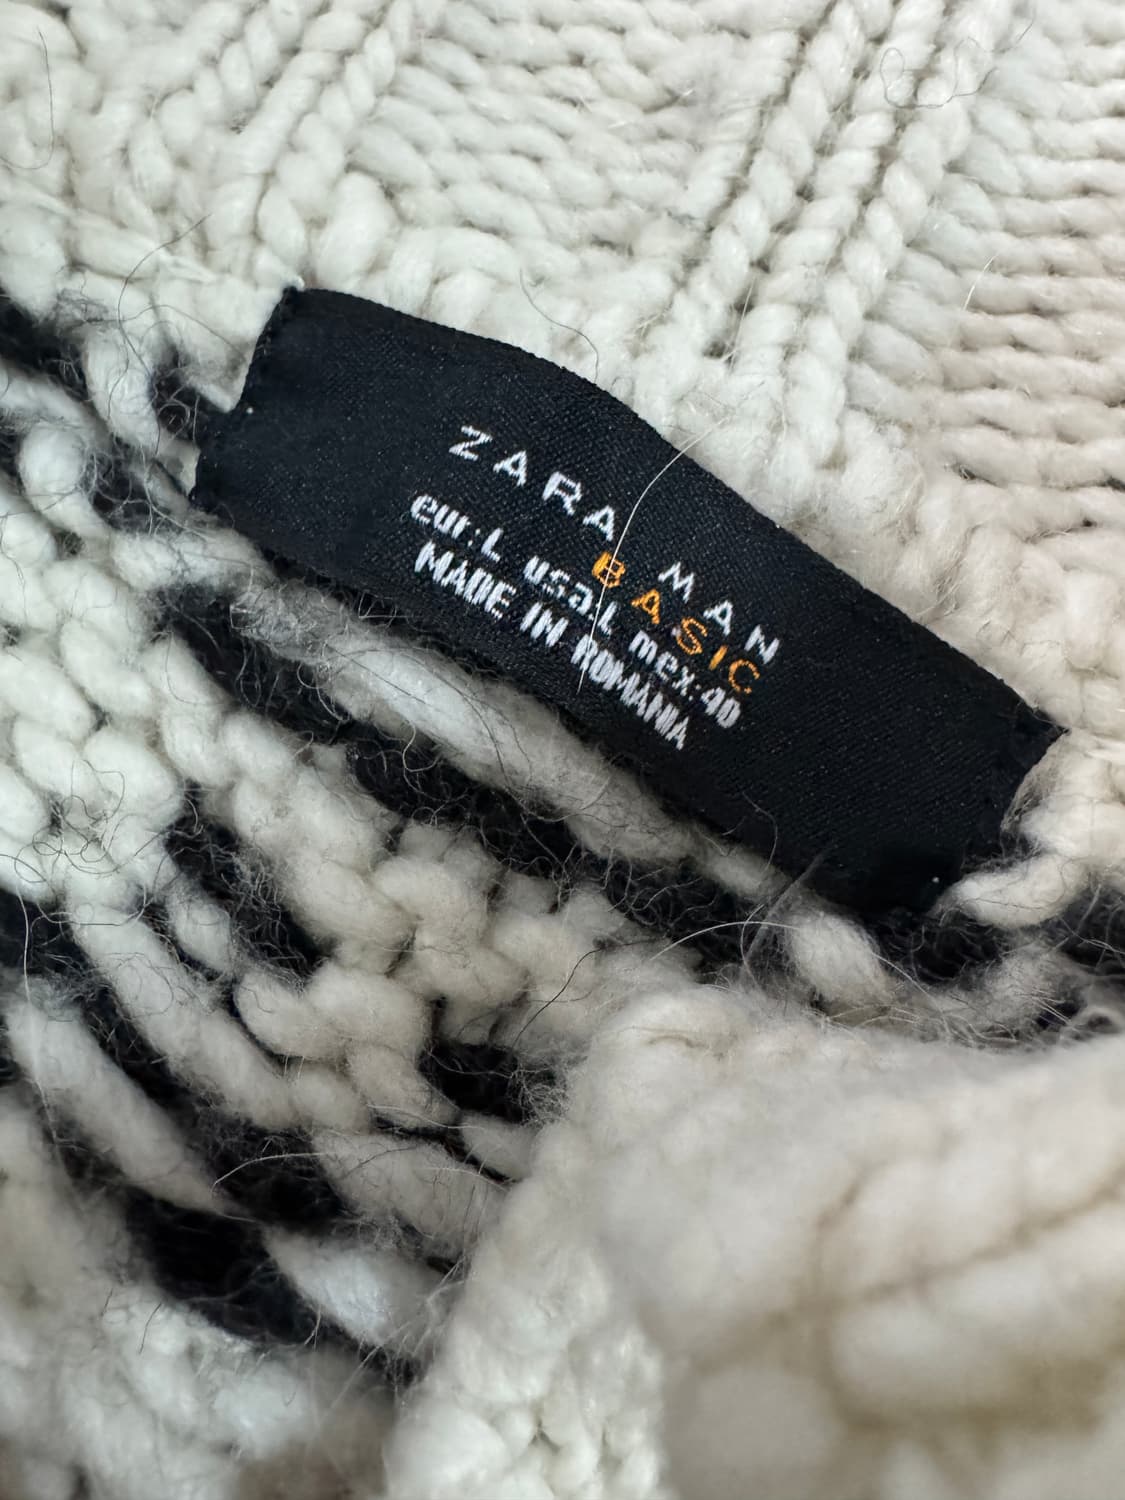 ZARA MAN
BASIC
eur:L usa:L mex:40
MADE IN ROMANIA